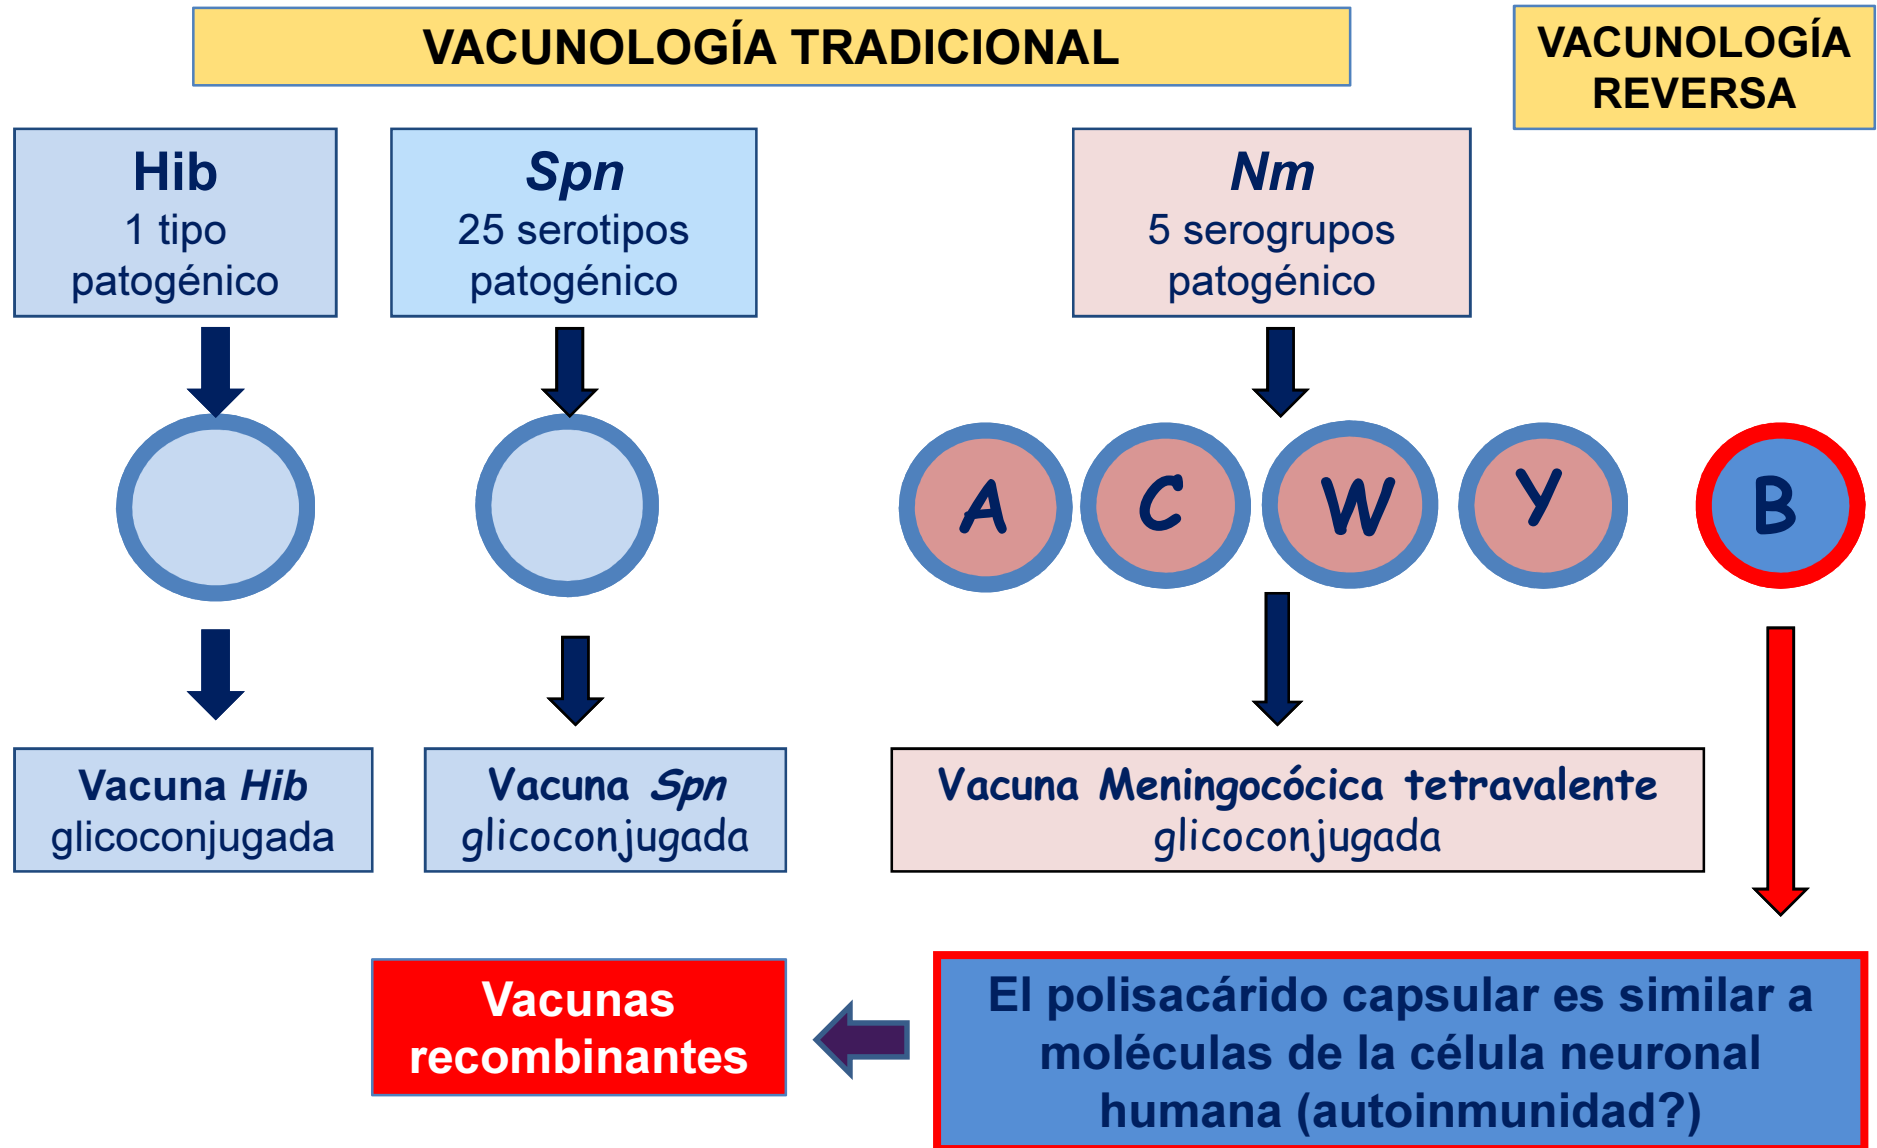 VACUNOLOGÍA TRADICIONAL
VACUNOLOGÍA
REVERSA
Hib
1 tipo
patogénico
Spn
25 serotipos
patogénico
Nm
5 serogrupos
patogénico
A
C
W
Y
B
Vacuna Hib
glicoconjugada
Vacuna Spn
glicoconjugada
Vacuna Meningocócica tetravalente
glicoconjugada
Vacunas
recombinantes
El polisacárido capsular es similar a
moléculas de la célula neuronal
humana (autoinmunidad?)